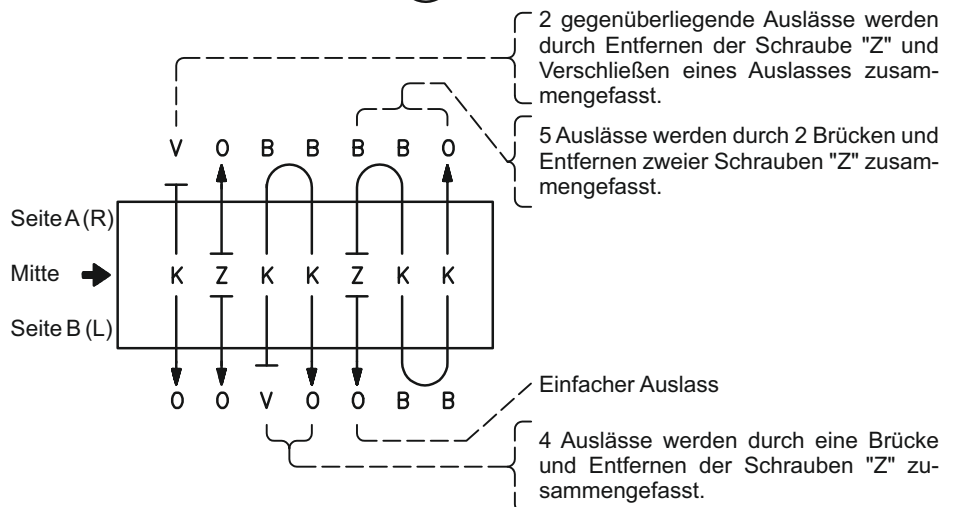 2 gegenüberliegende Auslässe werden
durch Entfernen der Schraube "Z" und
Verschließen eines Auslasses zusam-
mengefasst.
5 Auslässe werden durch 2 Brücken und
Entfernen zweier Schrauben "Z" zusam-
mengefasst.
V O B B B B O
Seite A (R)
Mitte K Z K K Z K K
Seite B (L)
O O V O O B B
Einfacher Auslass
4 Auslässe werden durch eine Brücke
und Entfernen der Schrauben "Z" zu-
sammengefasst.